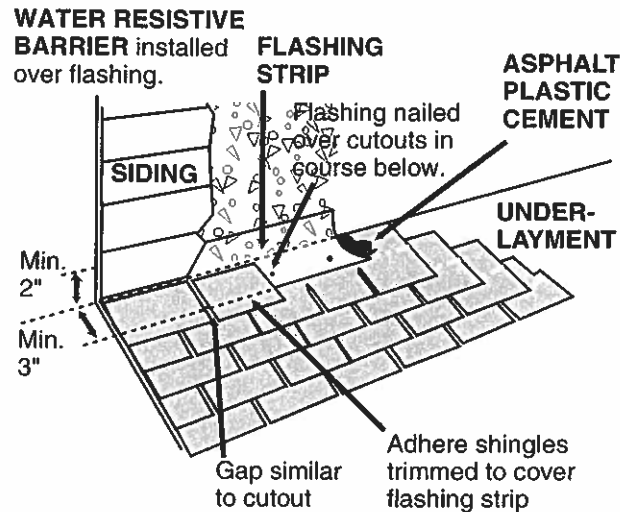 WATER RESISTIVE
BARRIER installed
over flashing.
FLASHING
STRIP
Flashing nailed
over cutouts in
course below.
ASPHALT
PLASTIC
CEMENT
SIDING
UNDER-
LAYMENT
Min.
2"
Min.
3"
Gap similar
to cutout
Adhere shingles
trimmed to cover
flashing strip